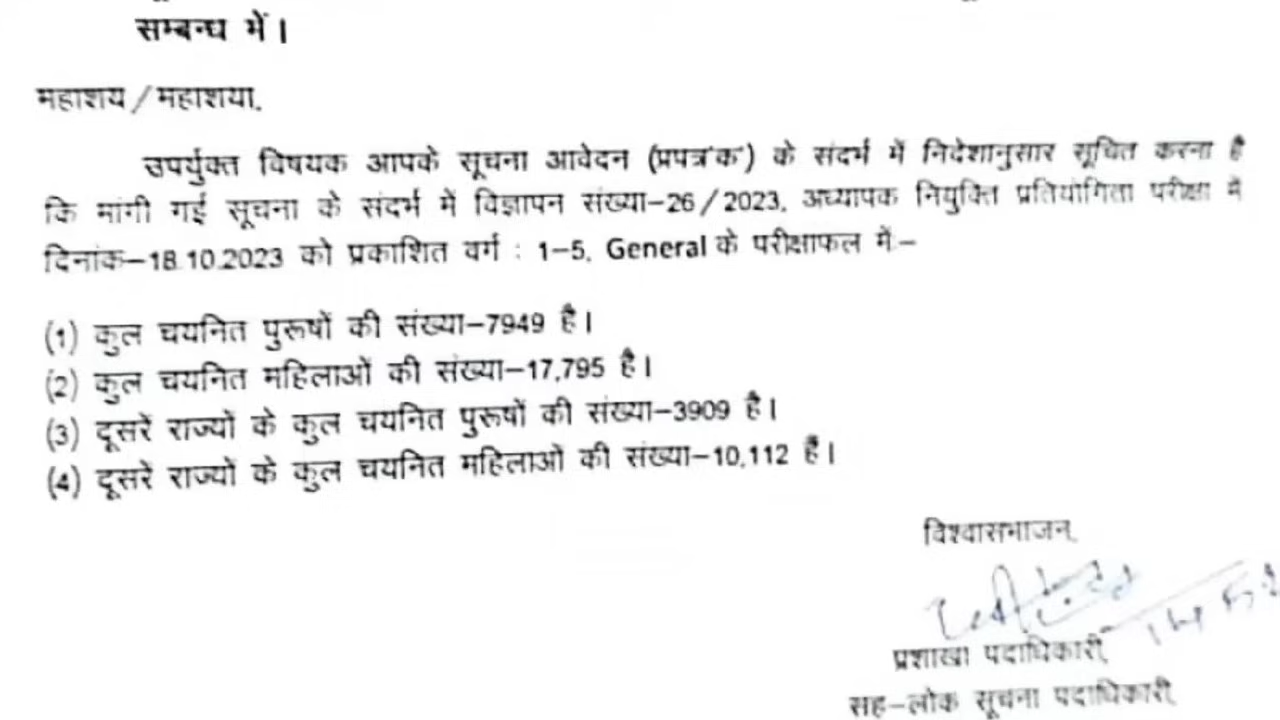 सम्बन्ध में।
महाशय/महाशया,
उपर्युक्त विषयक आपके सूचना आवेदन (प्रपत्र'क') के संदर्भ में निदेशानुसार सूचित करना है
कि मांगी गई सूचना के संदर्भ में विज्ञापन संख्या–26/2023, अध्यापक नियुक्ति प्रतियोगिता परीक्षा में
दिनांक–18.10.2023 को प्रकाशित वर्ग : 1–5, General के परीक्षाफल में:–
(1) कुल चयनित पुरूषों की संख्या–7949 है।
(2) कुल चयनित महिलाओं की संख्या–17,795 है।
(3) दूसरें राज्यों के कुल चयनित पुरूषों की संख्या–3909 है।
(4) दूसरें राज्यों के कुल चयनित महिलाओं की संख्या–10,112 है।
विश्वासभाजन,
प्रशाखा पदाधिकारी,
सह–लोक सूचना पदाधिकारी,